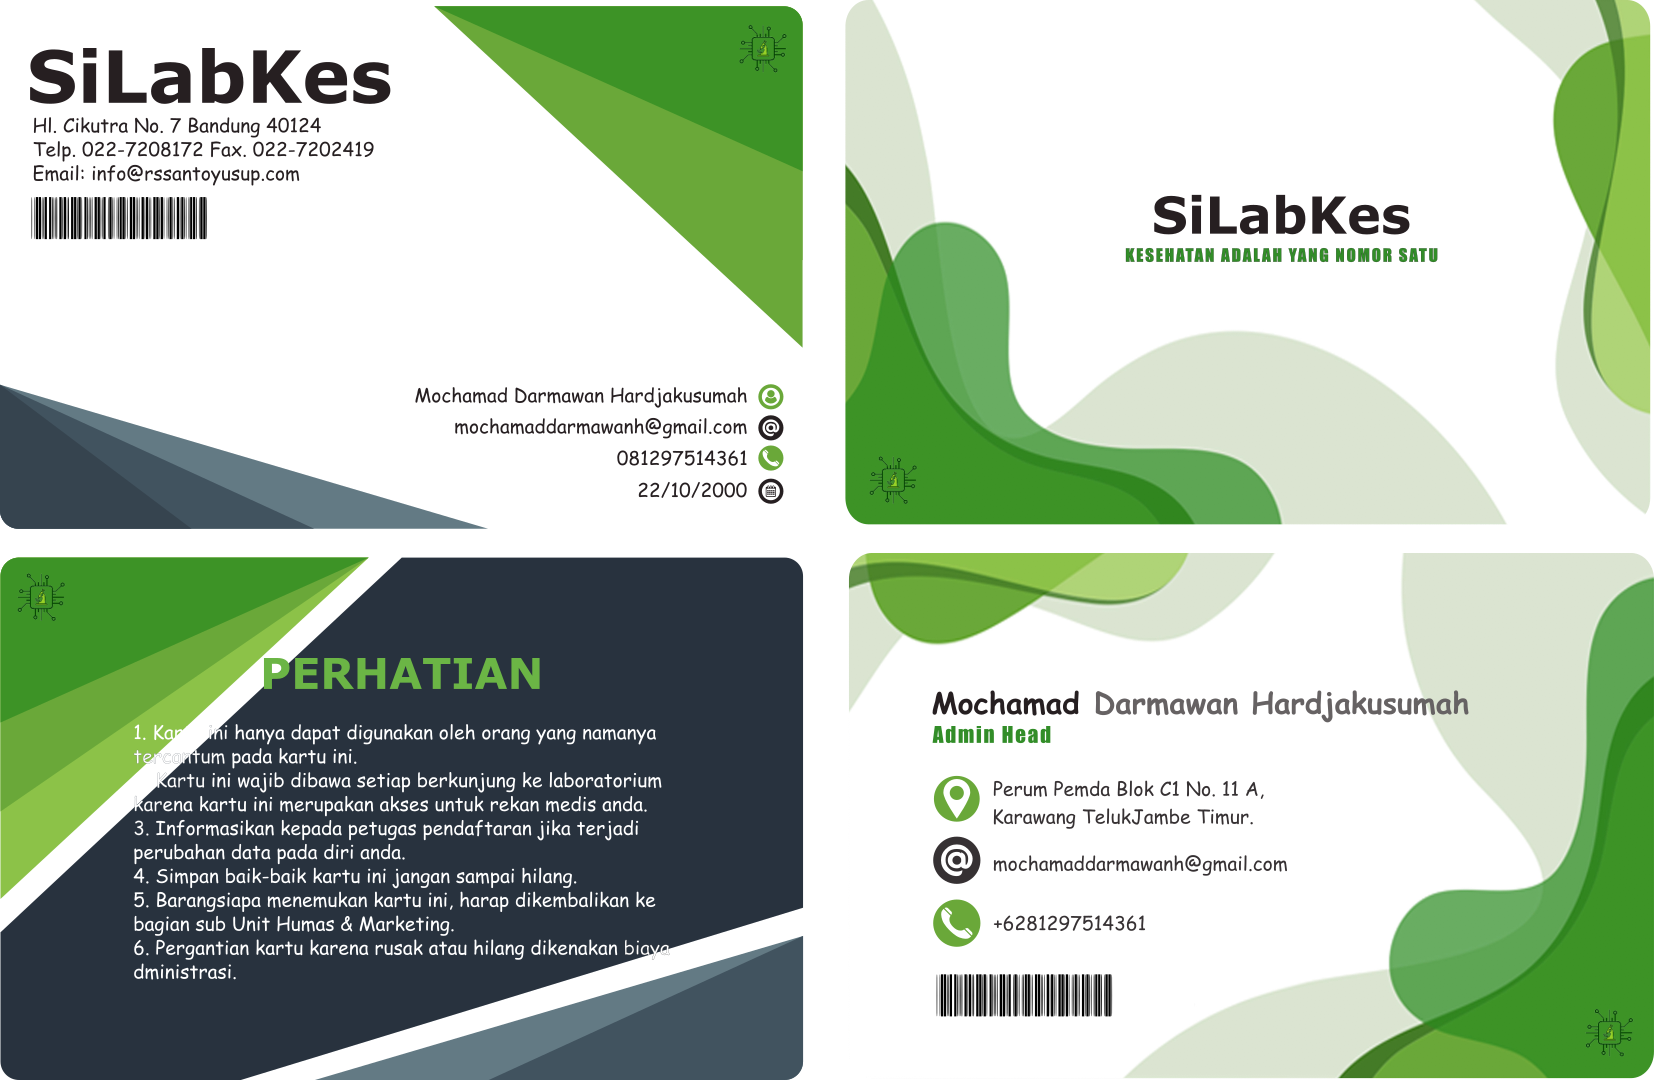 SiLabKes
Hl. Cikutra No. 7 Bandung 40124
Telp. 022-7208172 Fax. 022-7202419
Email: info@rssantoyusup.com
Mochamad Darmawan Hardjakusumah
mochamaddarmawanh@gmail.com
081297514361
22/10/2000
SiLabKes
KESEHATAN ADALAH YANG NOMOR SATU
PERHATIAN
1. Kartu ini hanya dapat digunakan oleh orang yang namanya
tercantum pada kartu ini.
2. Kartu ini wajib dibawa setiap berkunjung ke laboratorium
karena kartu ini merupakan akses untuk rekan medis anda.
3. Informasikan kepada petugas pendaftaran jika terjadi
perubahan data pada diri anda.
4. Simpan baik-baik kartu ini jangan sampai hilang.
5. Barangsiapa menemukan kartu ini, harap dikembalikan ke
bagian sub Unit Humas & Marketing.
6. Pergantian kartu karena rusak atau hilang dikenakan biaya
dministrasi.
Mochamad Darmawan Hardjakusumah
Admin Head
Perum Pemda Blok C1 No. 11 A,
Karawang TelukJambe Timur.
mochamaddarmawanh@gmail.com
+6281297514361